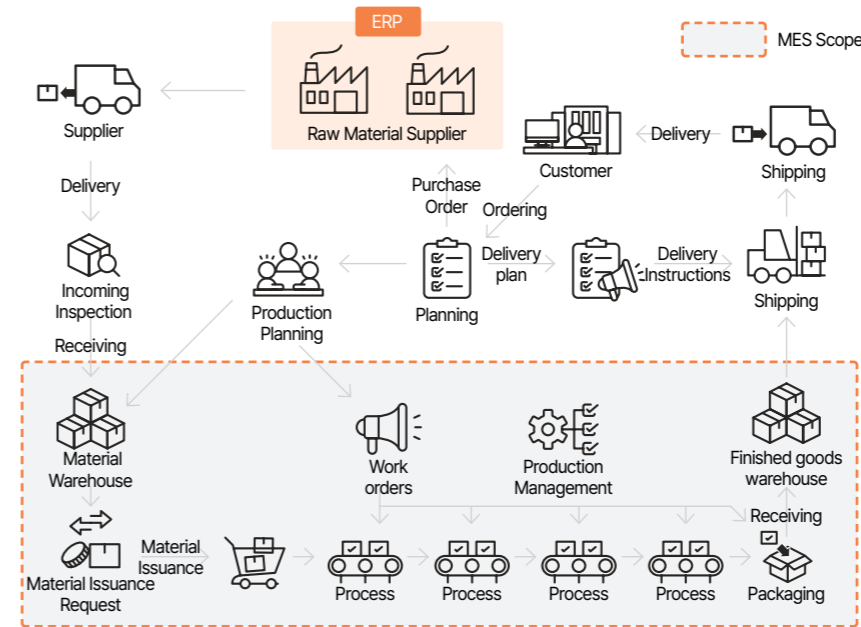 ERP
MES Scope
Raw Material Supplier
Supplier
Customer
Delivery
Shipping
Delivery
Purchase
Order
Ordering
Incoming
Inspection
Production
Planning
Planning
Delivery
plan
Delivery
Instructions
Shipping
Receiving
Material
Warehouse
Work
orders
Production
Management
Finished goods
warehouse
Receiving
Material Issuance
Request
Material
Issuance
Process
Process
Process
Process
Packaging